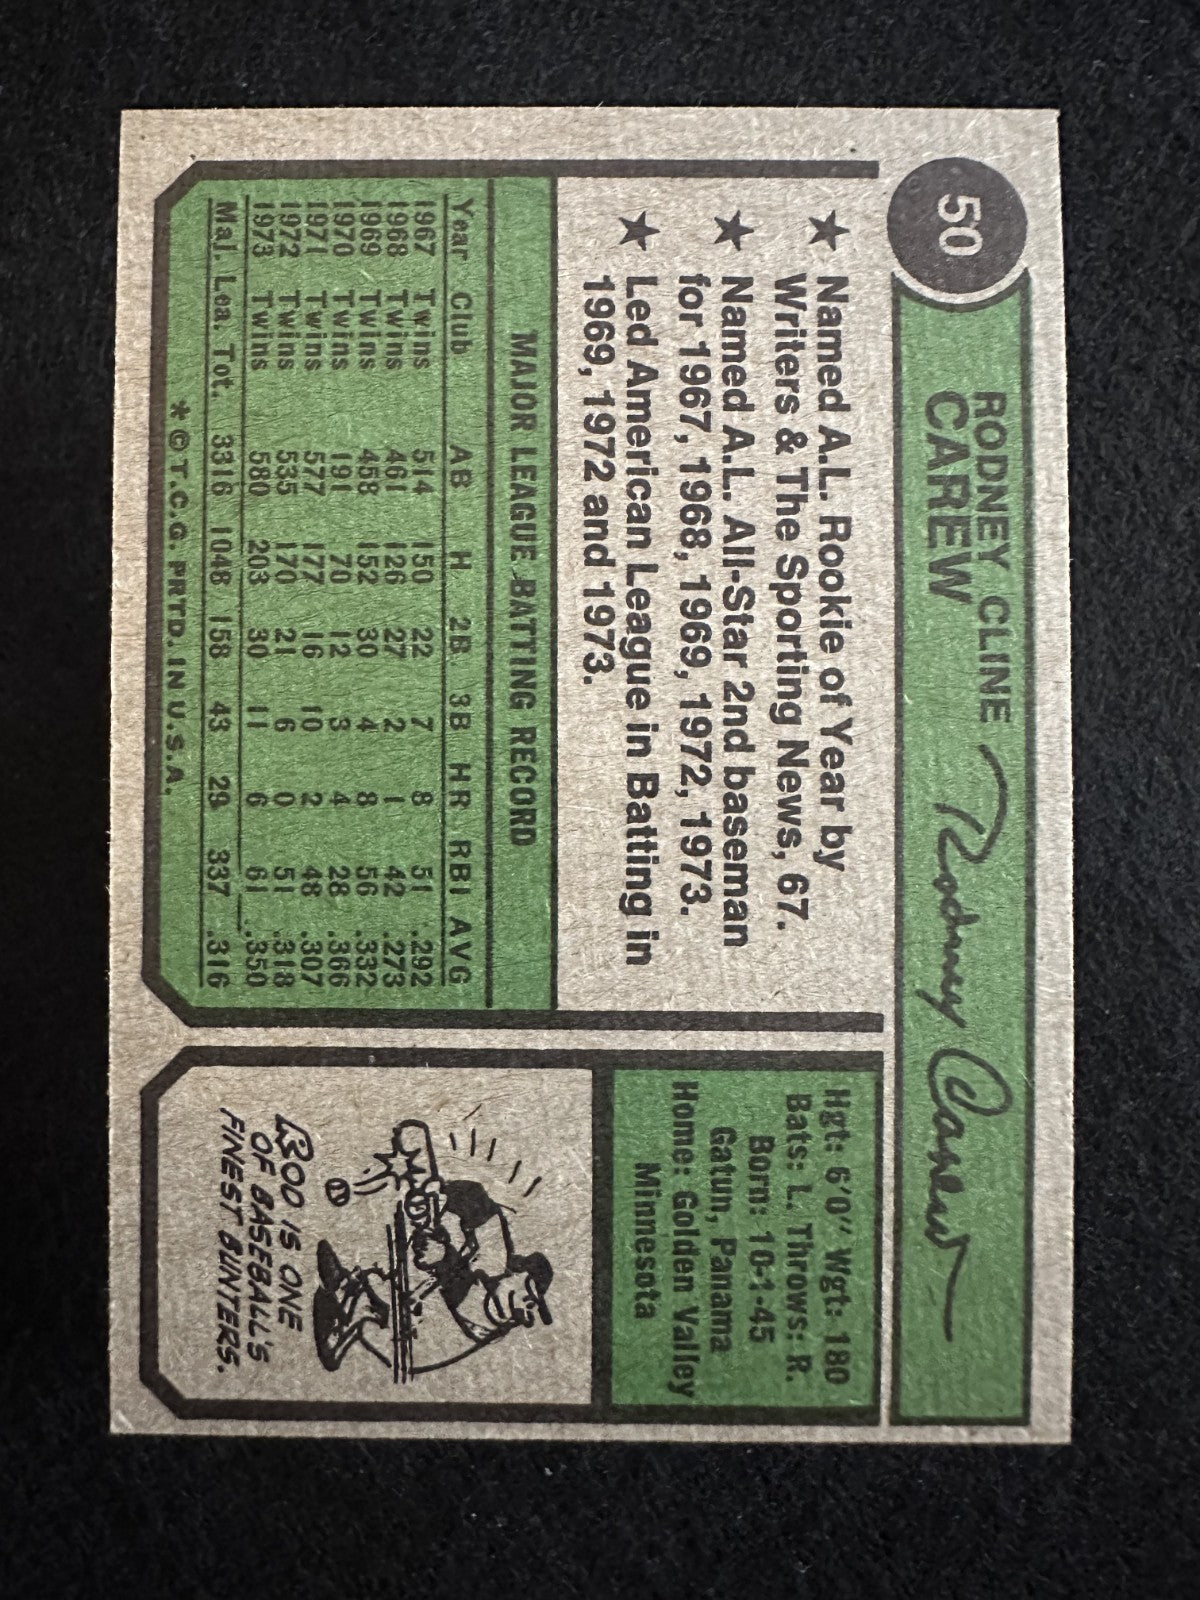 50
RODNEY CLINE
CAREW
Rodney Carew
★ Named A.L. Rookie of Year by
Writers & The Sporting News, 67.
★ Named A.L. All-Star 2nd baseman
for 1967, 1968, 1969, 1972, 1973.
★ Led American League in Batting in
1969, 1972 and 1973.
MAJOR LEAGUE BATTING RECORD
Year Club AB H 2B 3B HR RBI AVG
1967 Twins 514 150 22 7 8 51 .292
1968 Twins 461 126 27 2 1 42 .273
1969 Twins 458 152 30 4 8 56 .332
1970 Twins 191 70 12 3 4 28 .366
1971 Twins 577 177 16 10 2 48 .307
1972 Twins 535 170 21 6 0 51 .318
1973 Twins 580 203 30 11 6 61 .350
Maj. Lea. Tot. 3316 1048 158 43 29 337 .316
* © T.C.G. PRTD. IN U.S.A.
Hgt: 6'0" Wgt: 180
Bats: L. Throws: R.
Born: 10-1-45
Gatun, Panama
Home: Golden Valley
Minnesota
ROD IS ONE
OF BASEBALL'S
FINEST BUNTERS.